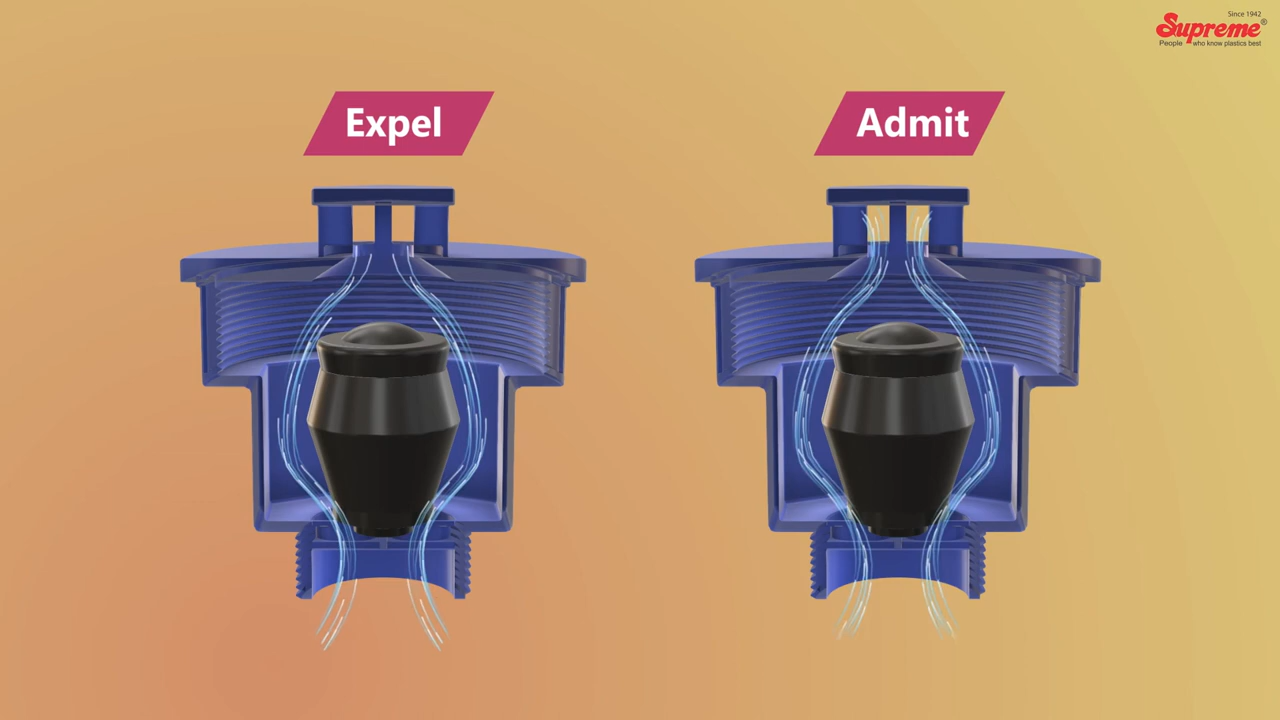 Since 1942
Supreme®
People who know plastics best
Expel
Admit